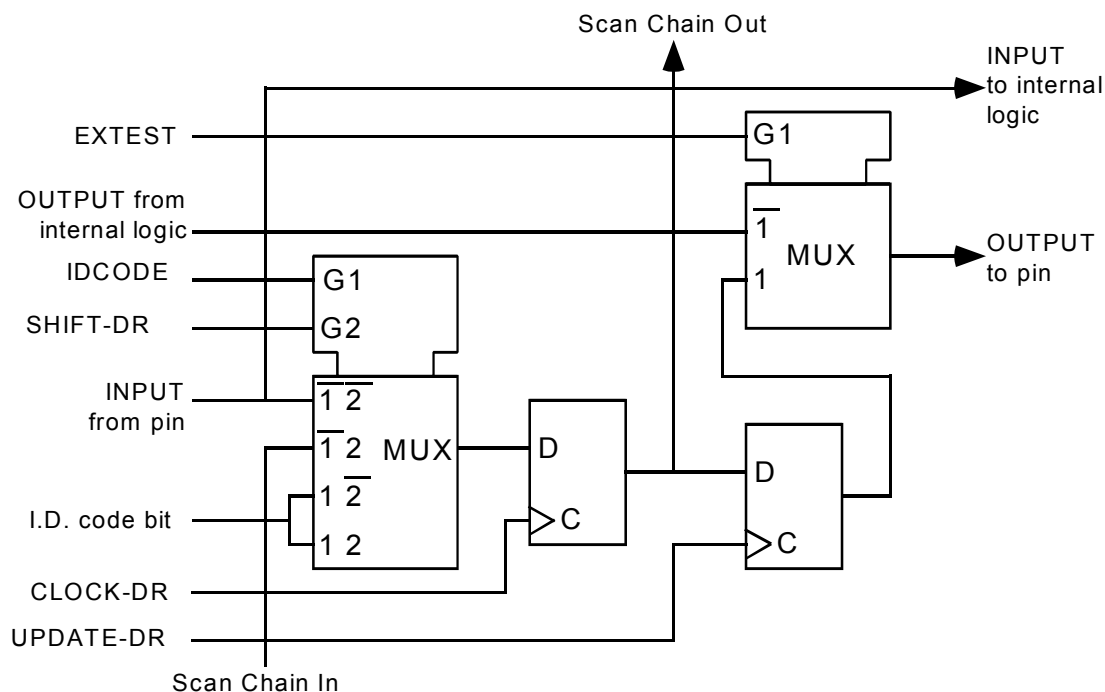 Scan Chain Out
INPUT
to internal
logic
EXTEST
G1
OUTPUT from
internal logic
1̅
MUX
1
OUTPUT
to pin
IDCODE
G1
SHIFT-DR
G2
INPUT
from pin
1̅ 2̅
1̅ 2
MUX
1 2̅
1 2
I.D. code bit
D
C
D
C
CLOCK-DR
UPDATE-DR
Scan Chain In